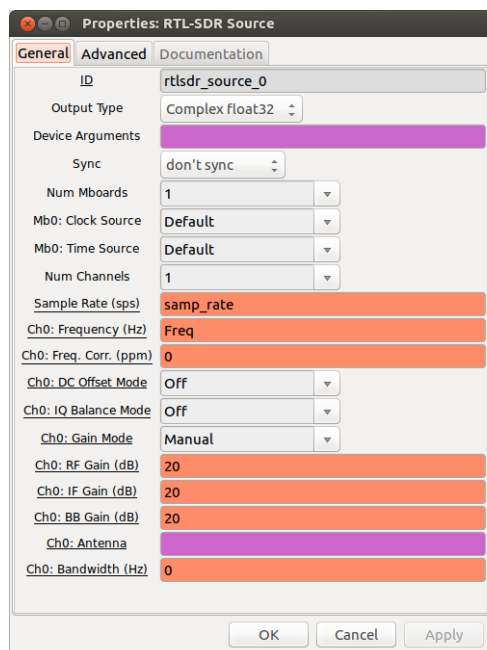 Properties: RTL-SDR Source
General Advanced Documentation
ID rtlsdr_source_0
Output Type Complex float32
Device Arguments
Sync don't sync
Num Mboards 1
Mb0: Clock Source Default
Mb0: Time Source Default
Num Channels 1
Sample Rate (sps) samp_rate
Ch0: Frequency (Hz) Freq
Ch0: Freq. Corr. (ppm) 0
Ch0: DC Offset Mode Off
Ch0: IQ Balance Mode Off
Ch0: Gain Mode Manual
Ch0: RF Gain (dB) 20
Ch0: IF Gain (dB) 20
Ch0: BB Gain (dB) 20
Ch0: Antenna
Ch0: Bandwidth (Hz) 0
OK Cancel Apply